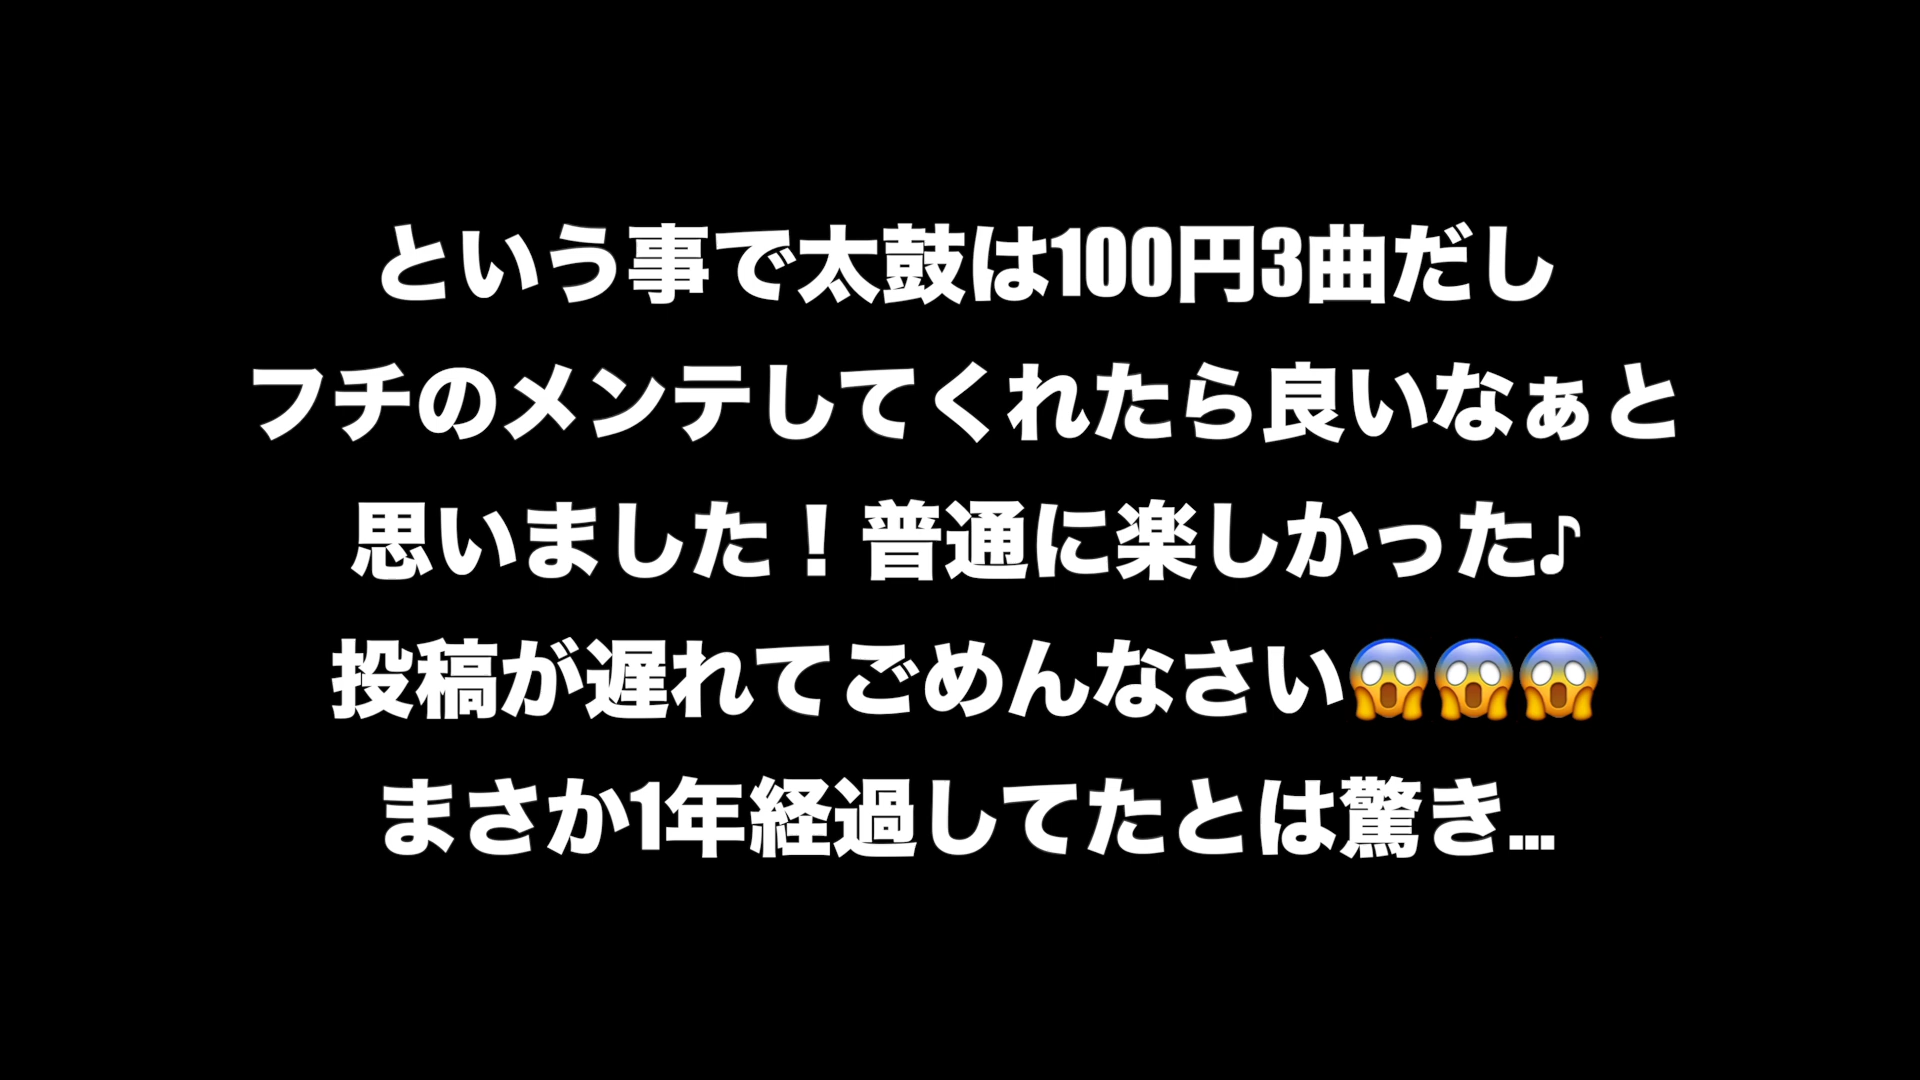 という事で太鼓は100円3曲だし
フチのメンテしてくれたら良いなぁと
思いました！普通に楽しかった♪
投稿が遅れてごめんなさい😱😱😱
まさか1年経過してたとは驚き…